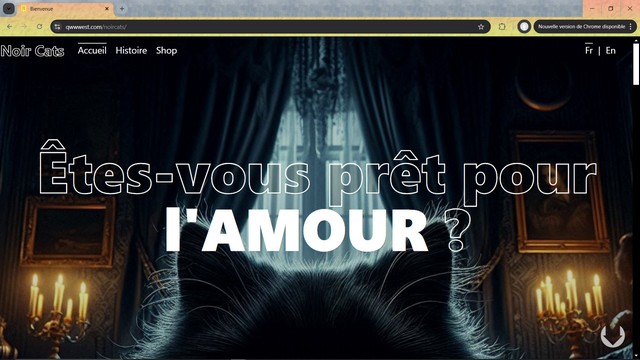 Bienvenue
qwwwest.com/noircats/
Nouvelle version de Chrome disponible
Noir Cats
Accueil Histoire Shop
Fr | En
Êtes-vous prêt pour
l'AMOUR ?